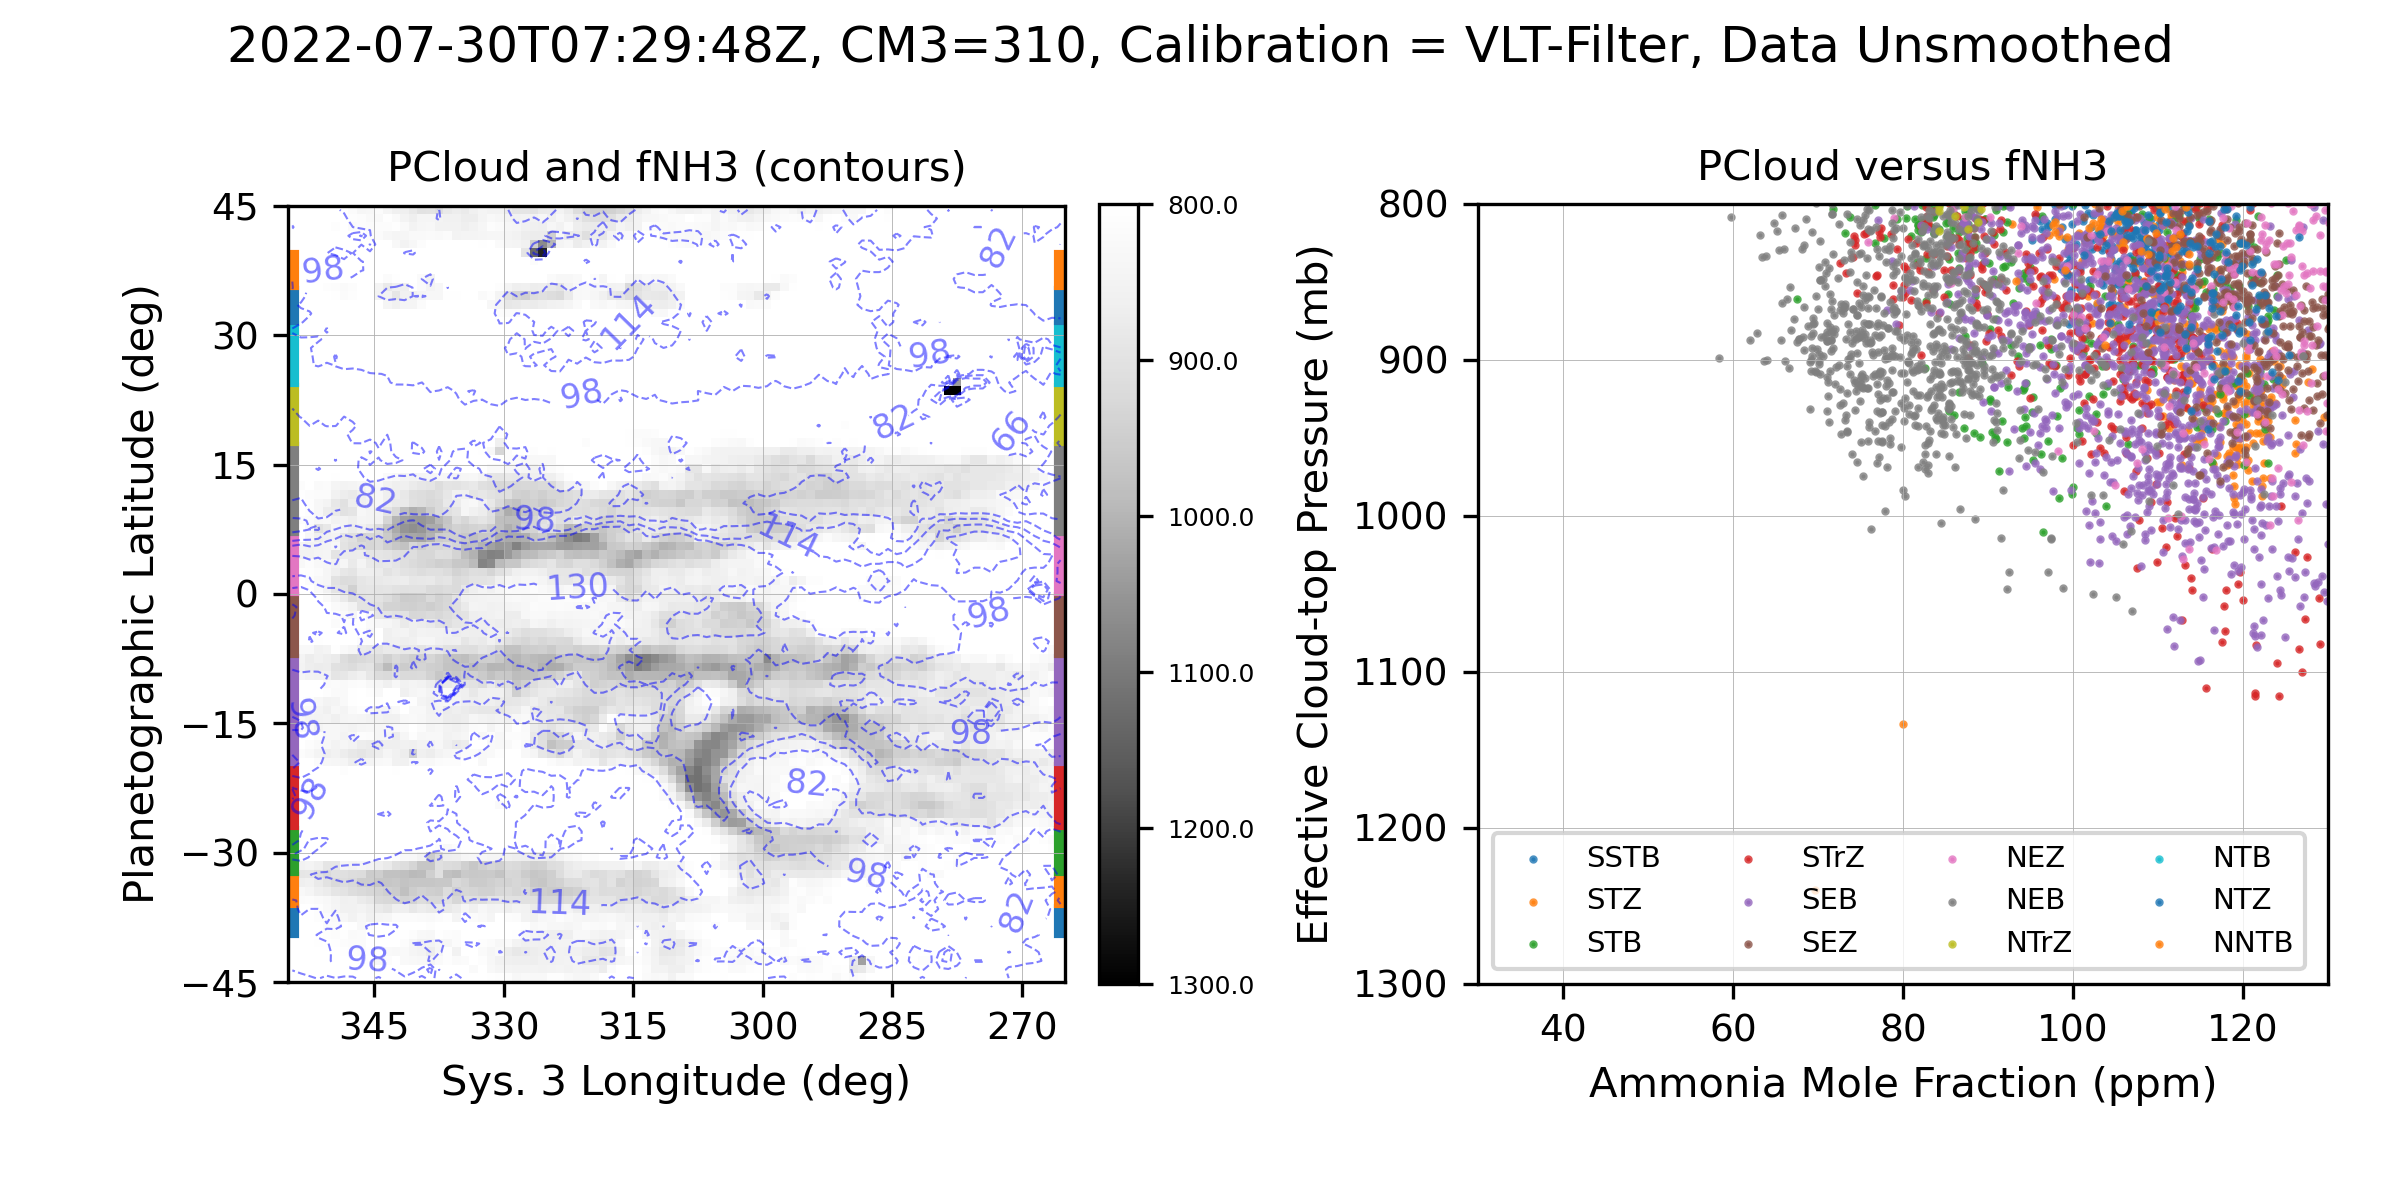 2022-07-30T07:29:48Z, CM3=310, Calibration = VLT-Filter, Data Unsmoothed
PCloud and fNH3 (contours)
Planetographic Latitude (deg)
45
30
15
0
−15
−30
−45
345
330
315
300
285
270
Sys. 3 Longitude (deg)
98
82
114
98
98
82
66
82
98
114
130
98
98
98
98
82
98
114
82
98
800.0
900.0
1000.0
1100.0
1200.0
1300.0
PCloud versus fNH3
Effective Cloud-top Pressure (mb)
800
900
1000
1100
1200
1300
SSTB
STZ
STB
STrZ
SEB
SEZ
NEZ
NEB
NTrZ
NTB
NTZ
NNTB
40
60
80
100
120
Ammonia Mole Fraction (ppm)